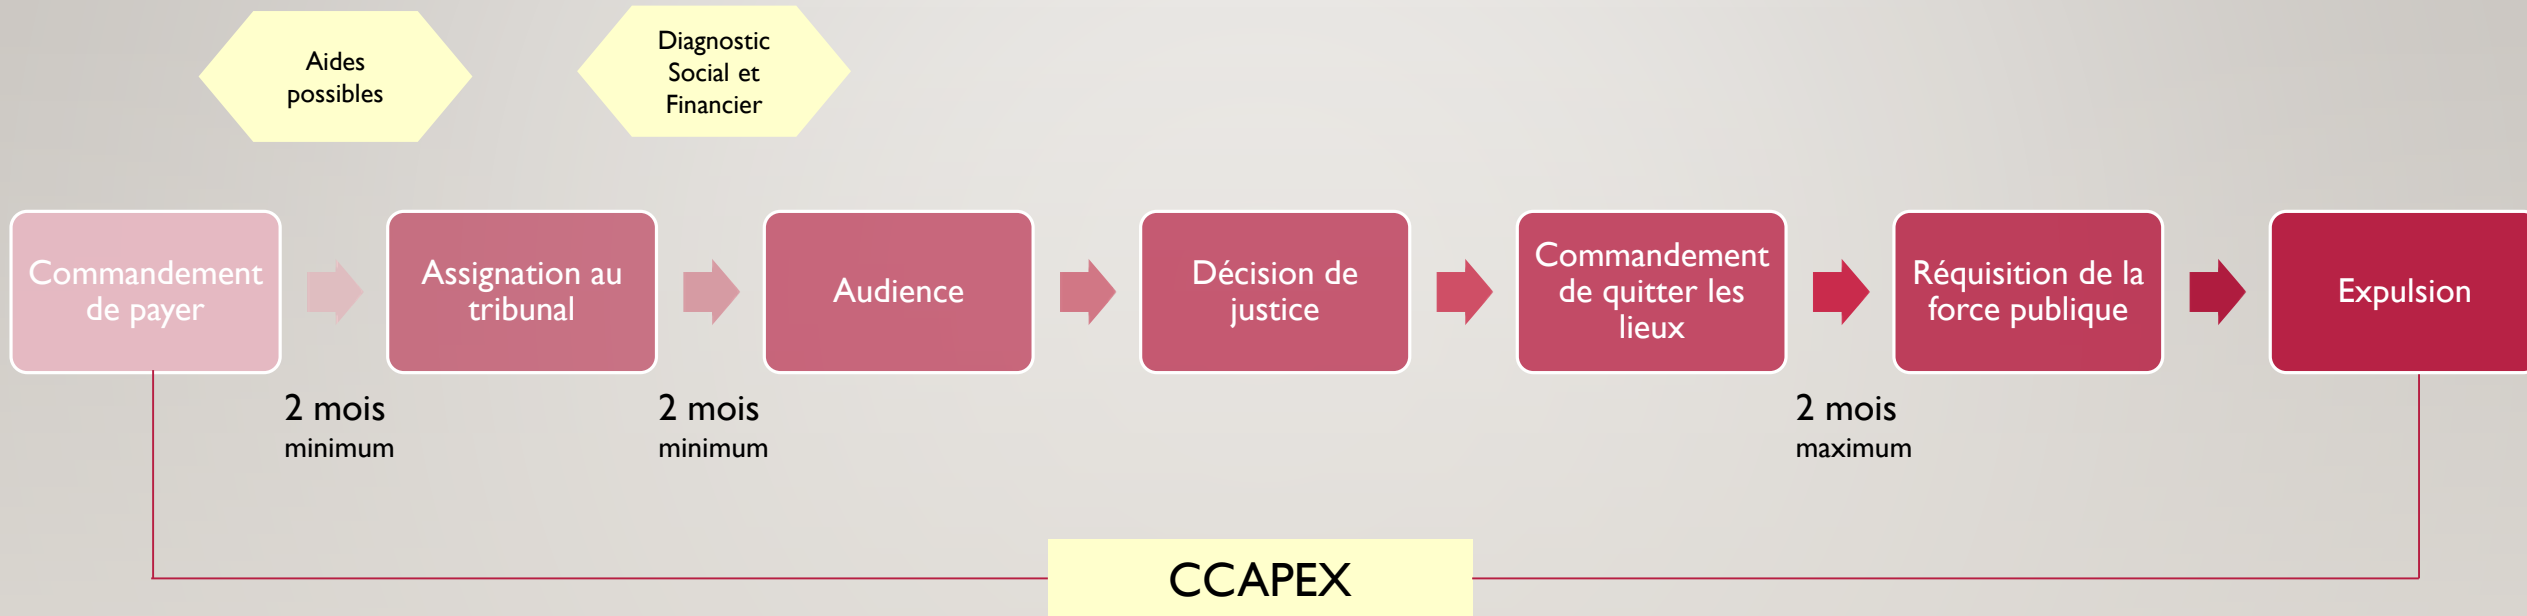 Aides
possibles
Diagnostic
Social et
Financier
Commandement
de payer
Assignation au
tribunal
Audience
Décision de
justice
Commandement
de quitter les
lieux
Réquisition de la
force publique
Expulsion
2 mois
minimum
2 mois
minimum
2 mois
maximum
CCAPEX